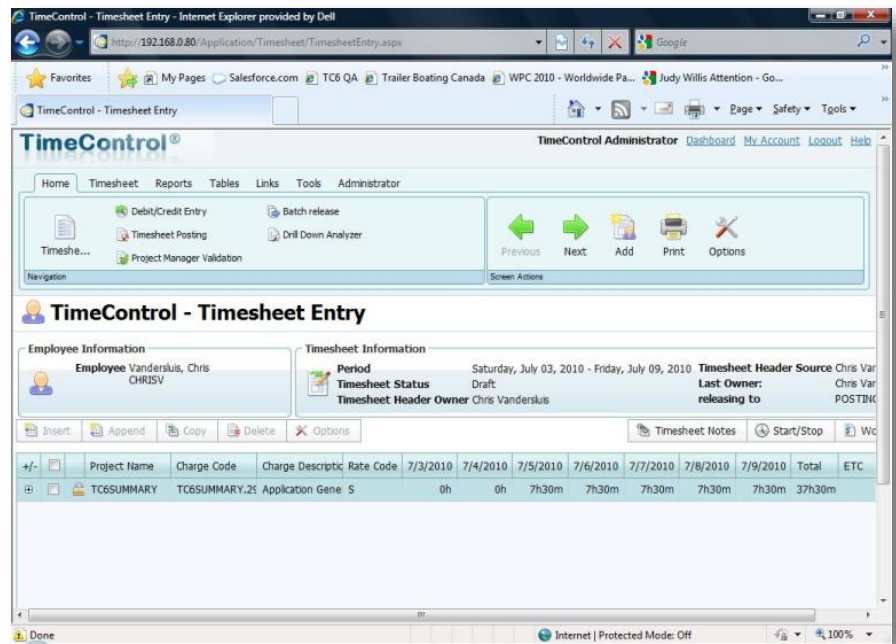 TimeControl - Timesheet Entry - Internet Explorer provided by Dell
http://192.168.0.80/Application/Timesheet/TimesheetEntry.aspx
Google
Favorites My Pages Salesforce.com TC6 QA Trailer Boating Canada WPC 2010 - Worldwide Pa... Judy Willis Attention - Go...
TimeControl - Timesheet Entry
Page Safety Tools
TimeControl®
TimeControl Administrator Dashboard My Account Logout Help
Home Timesheet Reports Tables Links Tools Administrator
Debit/Credit Entry Batch release
Timesheet Posting Drill Down Analyzer
Project Manager Validation
Timeshe...
Previous Next Add Print Options
Navigation Screen Actions
TimeControl - Timesheet Entry
Employee Information Timesheet Information
Employee Vandersluis, Chris
CHRISV
Period Saturday, July 03, 2010 - Friday, July 09, 2010 Timesheet Header Source Chris Var
Timesheet Status Draft Last Owner: Chris Var
Timesheet Header Owner Chris Vandersluis releasing to POSTING
Insert Append Copy Delete Options Timesheet Notes Start/Stop Wo
+/- Project Name Charge Code Charge Descriptic Rate Code 7/3/2010 7/4/2010 7/5/2010 7/6/2010 7/7/2010 7/8/2010 7/9/2010 Total ETC
TC6SUMMARY TC6SUMMARY.29 Application Gene S 0h 0h 7h30m 7h30m 7h30m 7h30m 7h30m 37h30m
Done Internet | Protected Mode: Off 100%